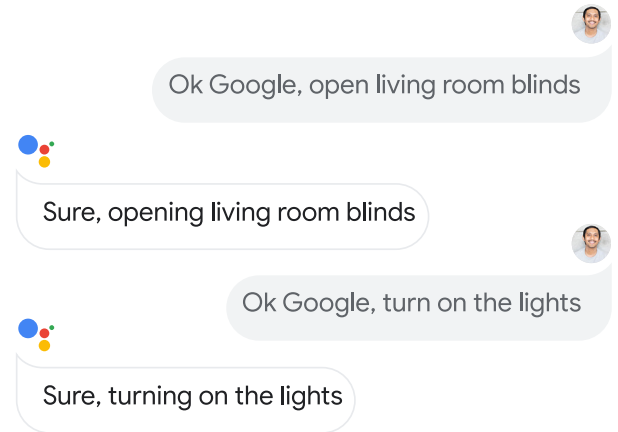 Ok Google, open living room blinds
Sure, opening living room blinds
Ok Google, turn on the lights
Sure, turning on the lights